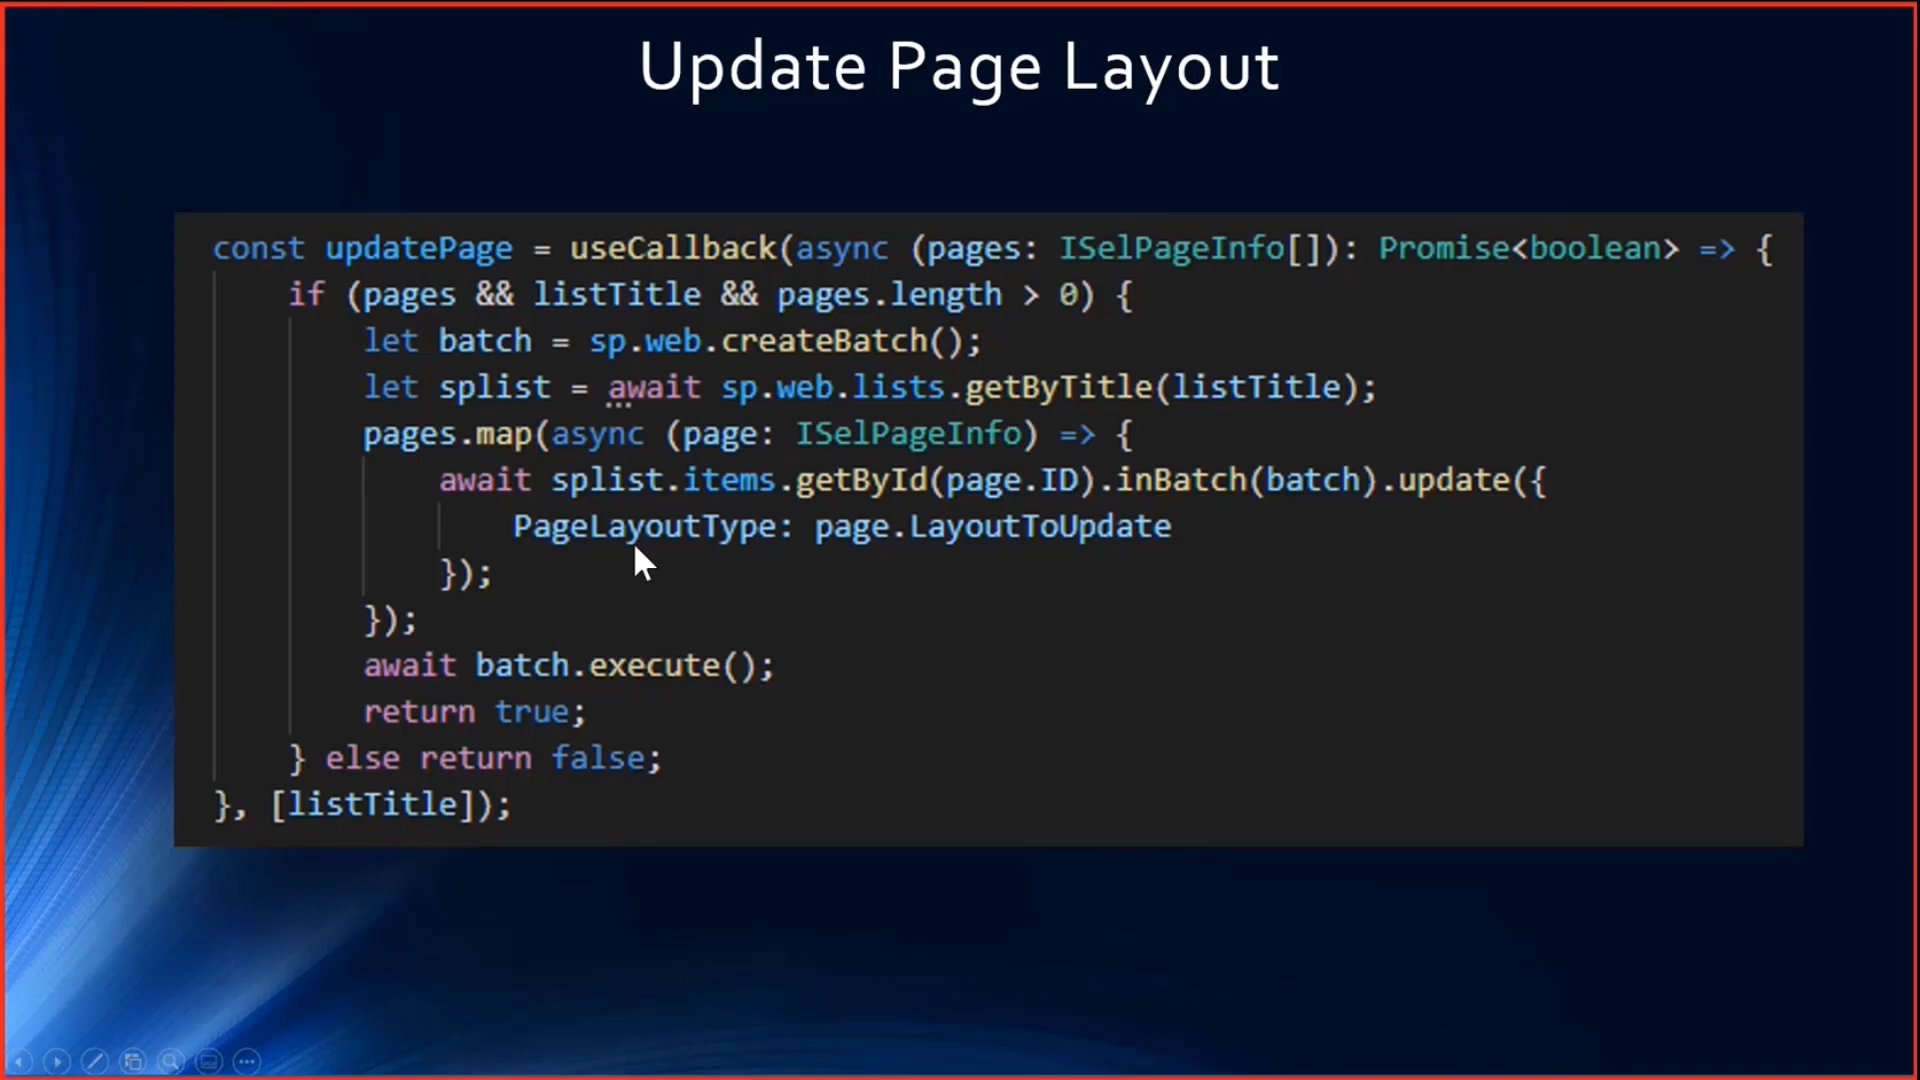 Update Page Layout
const updatePage = useCallback(async (pages: ISelPageInfo[]): Promise<boolean> => {
if (pages && listTitle && pages.length > 0) {
let batch = sp.web.createBatch();
let splist = await sp.web.lists.getByTitle(listTitle);
pages.map(async (page: ISelPageInfo) => {
await splist.items.getById(page.ID).inBatch(batch).update({
PageLayoutType: page.LayoutToUpdate
});
});
await batch.execute();
return true;
} else return false;
}, [listTitle]);